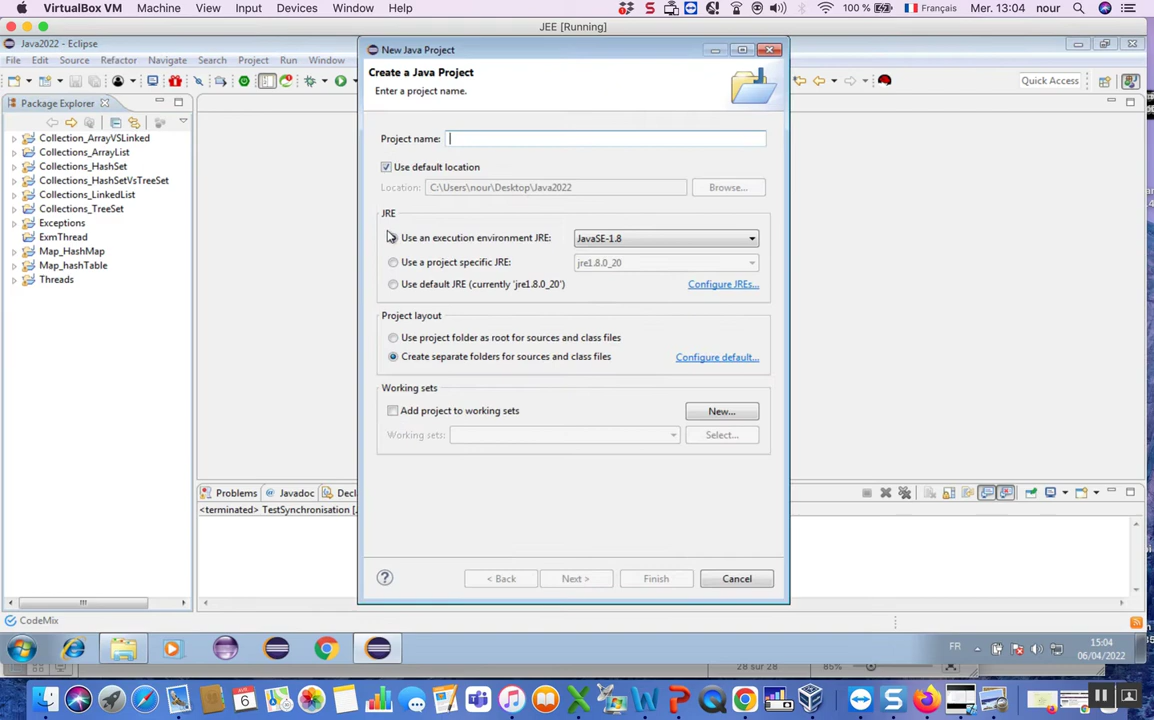 VirtualBox VM Machine View Input Devices Window Help 100 % Français Mer. 13:04 nour
JEE [Running]
Java2022 - Eclipse
File Edit Source Refactor Navigate Search Project Run Window
Quick Access
Package Explorer
Collection_ArrayVSLinked
Collections_ArrayList
Collections_HashSet
Collections_HashSetVsTreeSet
Collections_LinkedList
Collections_TreeSet
Exceptions
ExmThread
Map_HashMap
Map_hashTable
Threads
New Java Project
Create a Java Project
Enter a project name.
Project name:
Use default location
Location: C:\Users\nour\Desktop\Java2022 Browse...
JRE
Use an execution environment JRE: JavaSE-1.8
Use a project specific JRE: jre1.8.0_20
Use default JRE (currently 'jre1.8.0_20') Configure JREs...
Project layout
Use project folder as root for sources and class files
Create separate folders for sources and class files Configure default...
Working sets
Add project to working sets New...
Working sets: Select...
< Back Next > Finish Cancel
Problems Javadoc Decl
<terminated> TestSynchronisation [
CodeMix
FR 15:04
06/04/2022
28 sur 28 85%